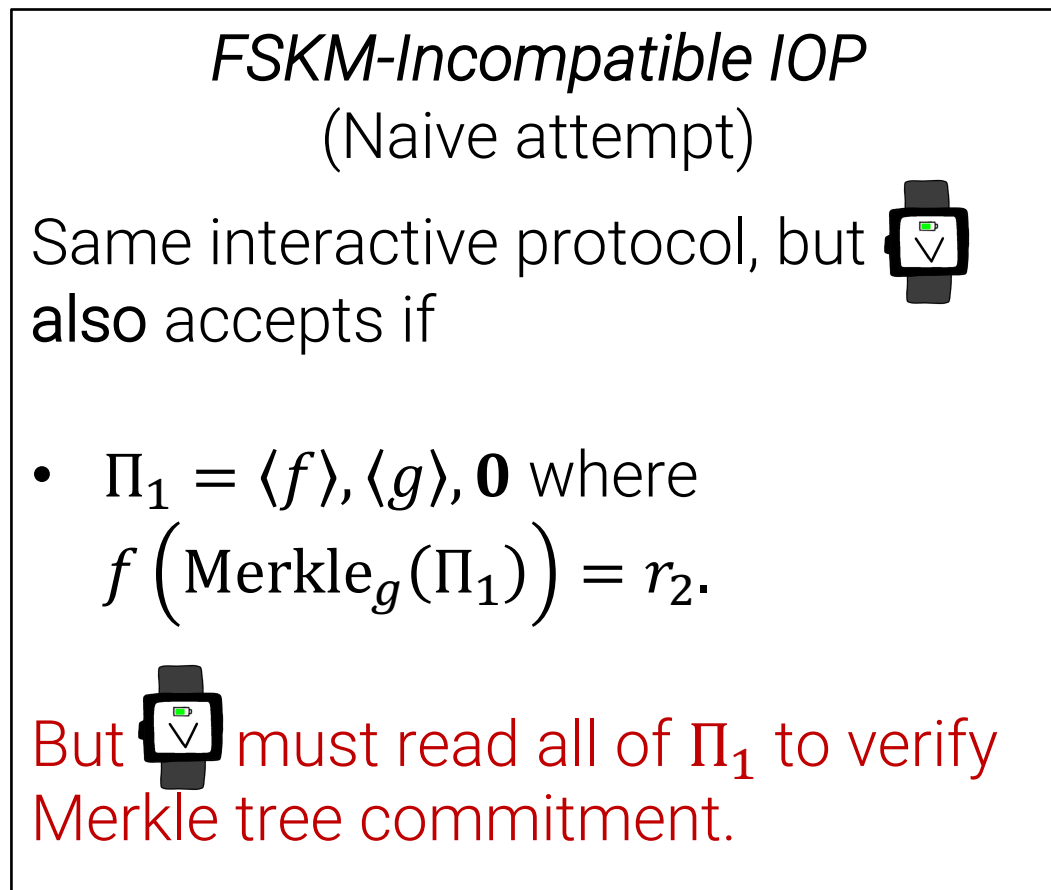 FSKM-Incompatible IOP
(Naive attempt)
Same interactive protocol, but V
also accepts if
• Π₁ = ⟨f⟩, ⟨g⟩, 𝟎 where
f(Merkle_g(Π₁)) = r₂.
But V must read all of Π₁ to verify
Merkle tree commitment.